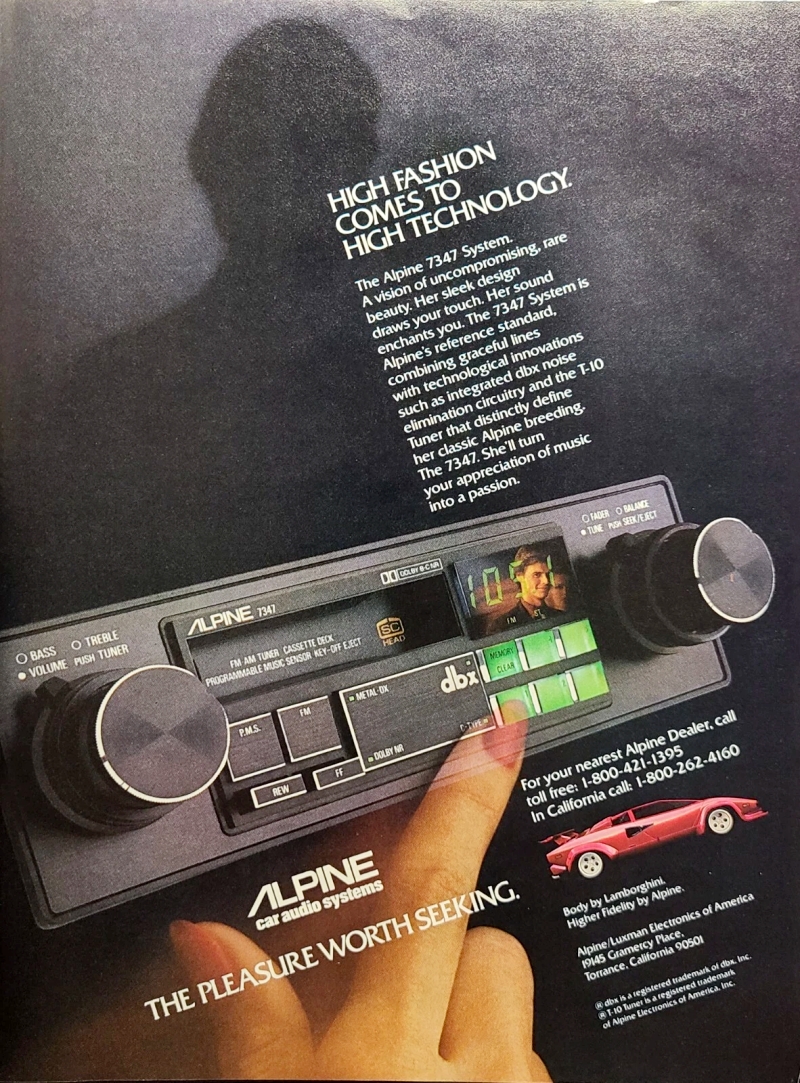 HIGH FASHION
COMES TO
HIGH TECHNOLOGY.
The Alpine 7347 System.
A vision of uncompromising, rare
beauty. Her sleek design
draws your touch. Her sound
enchants you. The 7347 System is
Alpine's reference standard,
combining graceful lines
with technological innovations
such as integrated dbx noise
elimination circuitry and the T-10
Tuner that distinctly define
her classic Alpine breeding.
The 7347. She'll turn
your appreciation of music
into a passion.
FADER BALANCE
TUNE PUSH SEEK/EJECT
DOLBY B-C NR
ALPINE 7347
SC
HEAD
FM AM TUNER CASSETTE DECK
PROGRAMMABLE MUSIC SENSOR KEY-OFF EJECT
BASS TREBLE
VOLUME PUSH TUNER
MEMORY
CLEAR
METAL·DX
dbx
P.M.S.
FM
DOLBY NR
REW
FF
For your nearest Alpine Dealer, call
toll free: 1-800-421-1395
In California call: 1-800-262-4160
ALPINE
car audio systems
THE PLEASURE WORTH SEEKING.
Body by Lamborghini.
Higher Fidelity by Alpine.
Alpine/Luxman Electronics of America
19145 Gramercy Place,
Torrance, California 90501
® dbx is a registered trademark of dbx, Inc.
® T-10 Tuner is a registered trademark
of Alpine Electronics of America, Inc.